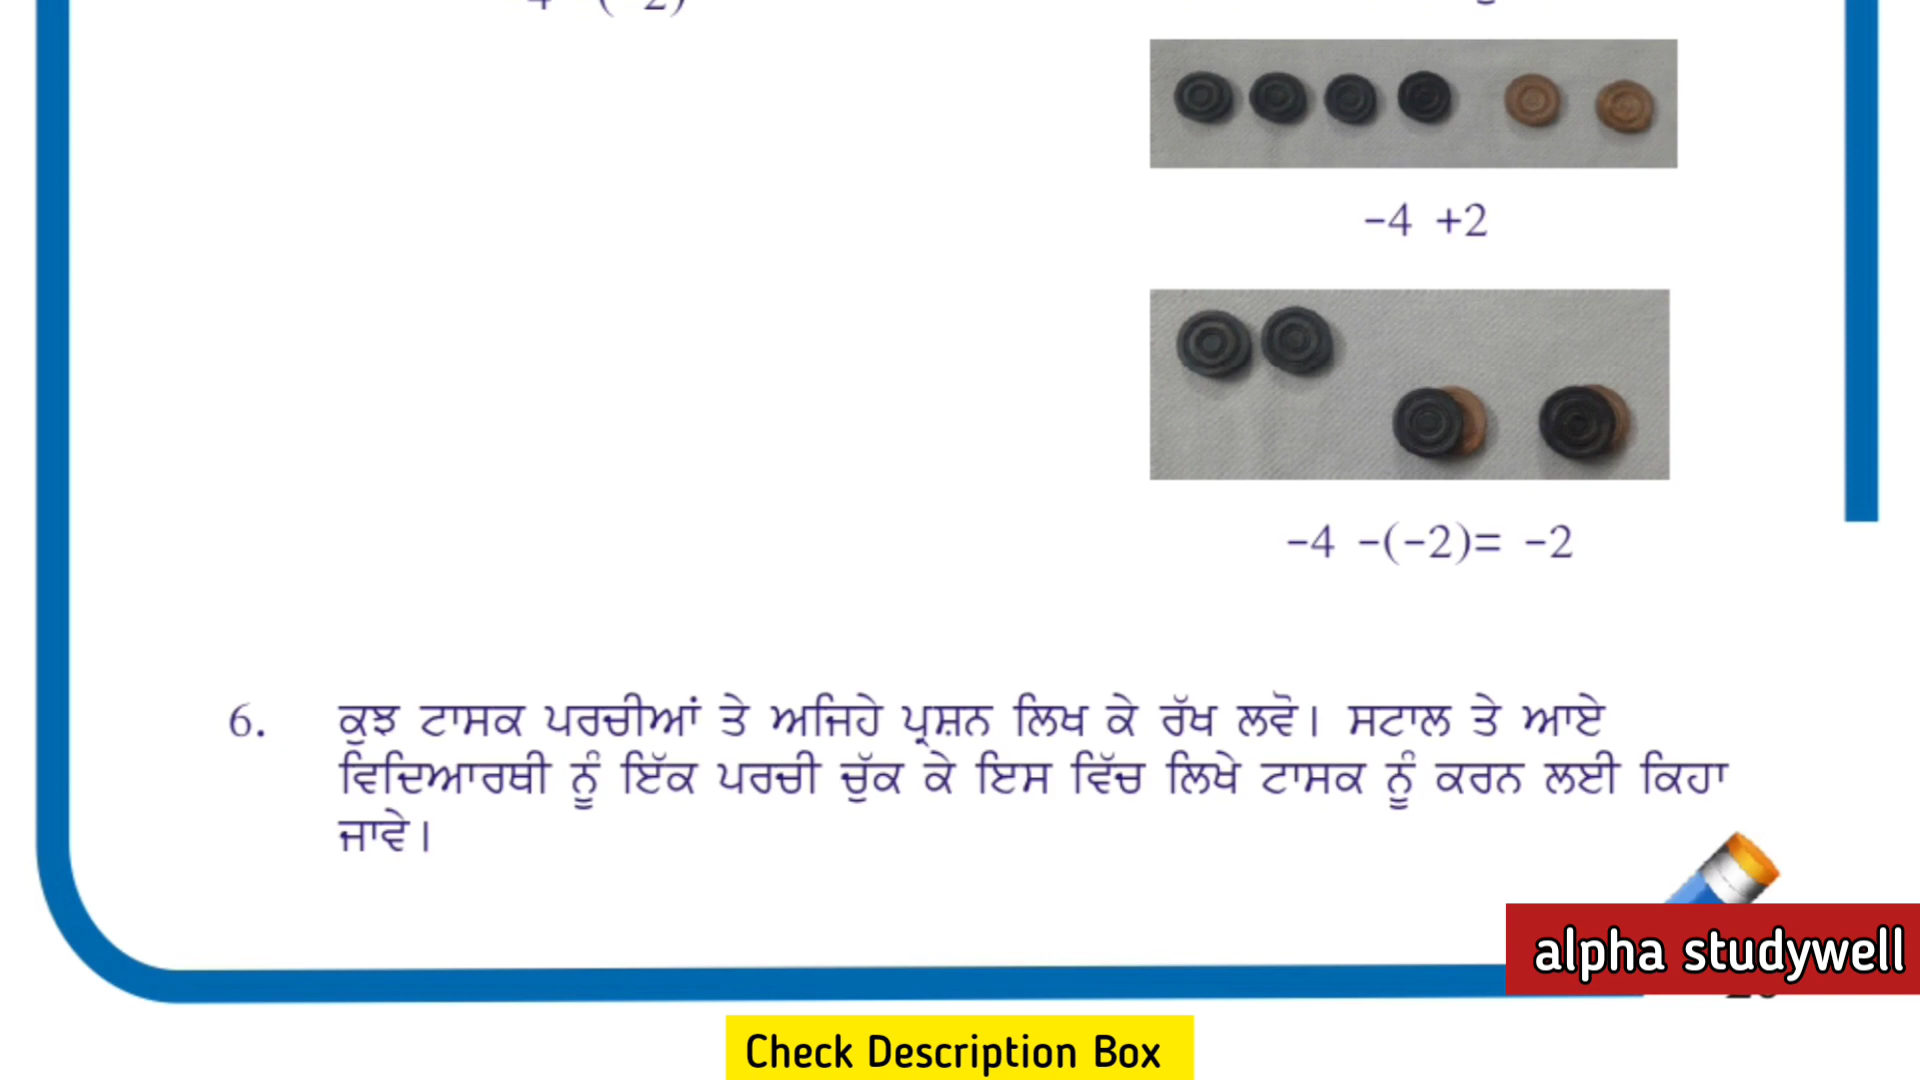 -4 +2
-4 -(-2)= -2
6. ਕੁਝ ਟਾਸਕ ਪਰਚੀਆਂ ਤੇ ਅਜਿਹੇ ਪ੍ਰਸ਼ਨ ਲਿਖ ਕੇ ਰੱਖ ਲਵੋ। ਸਟਾਲ ਤੇ ਆਏ
ਵਿਦਿਆਰਥੀ ਨੂੰ ਇੱਕ ਪਰਚੀ ਚੁੱਕ ਕੇ ਇਸ ਵਿੱਚ ਲਿਖੇ ਟਾਸਕ ਨੂੰ ਕਰਨ ਲਈ ਕਿਹਾ
ਜਾਵੇ।
alpha studywell
Check Description Box